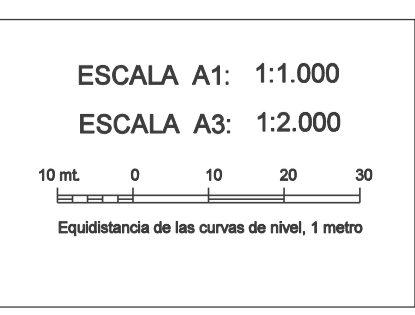 ESCALA A1: 1:1.000
ESCALA A3: 1:2.000
10 mt. 0 10 20 30
Equidistancia de las curvas de nivel, 1 metro